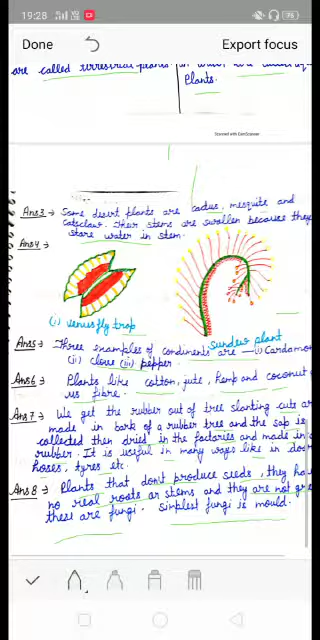 19:28
Done Export focus
are called terrestrial plants.
Plants.
Scanned with CamScanner
Ans3 → Some desert plants are cactus, mesquite and
catsclaw. Their stems are swollen because they
store water in stem.
Ans4 →
(i) venus fly trap
sundew plant
Ans5 → Three examples of condiments are — (i) Cardamom
(ii) clove (iii) pepper.
Ans6 → Plants like cotton, jute, hemp and coconut
us fibre.
Ans7 → We get the rubber out of tree slanting cuts are
made in bark of a rubber tree and the sap is
collected then dried in the factories and made in
rubber. It is useful in many ways like in
hoses, tyres etc.
Ans 8 → Plants that don't produce seeds, they
no real roots or stems and they are not
these are fungi. Simplest fungi is mould.